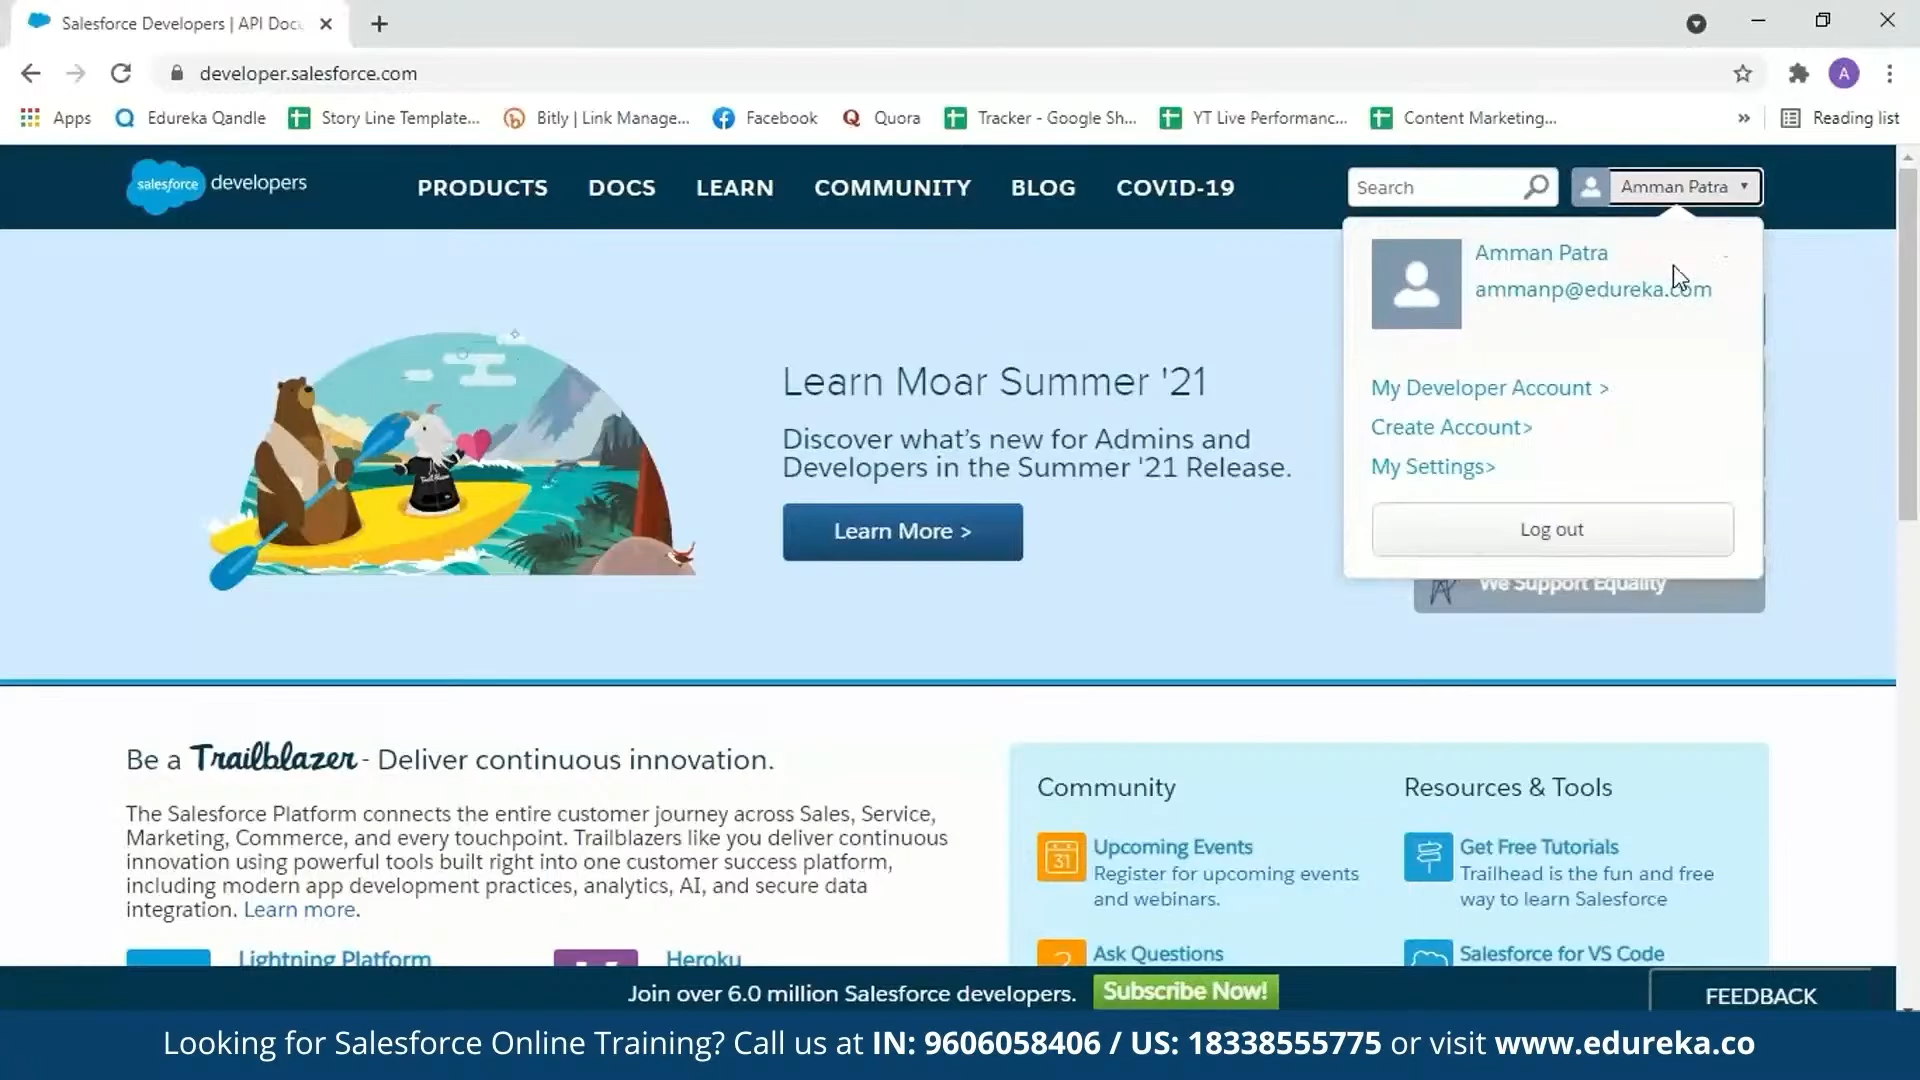 Salesforce Developers | API Doc
developer.salesforce.com
A
Apps
Edureka Qandle
Story Line Template...
Bitly | Link Manage...
Facebook
Quora
Tracker - Google Sh...
YT Live Performanc...
Content Marketing...
»
Reading list
salesforce developers
PRODUCTS
DOCS
LEARN
COMMUNITY
BLOG
COVID-19
Search
Amman Patra
Amman Patra
ammanp@edureka.com
My Developer Account >
Create Account>
My Settings>
Log out
We Support Equality
Learn Moar Summer '21
Discover what's new for Admins and
Developers in the Summer '21 Release.
Learn More >
Be a Trailblazer - Deliver continuous innovation.
The Salesforce Platform connects the entire customer journey across Sales, Service,
Marketing, Commerce, and every touchpoint. Trailblazers like you deliver continuous
innovation using powerful tools built right into one customer success platform,
including modern app development practices, analytics, AI, and secure data
integration. Learn more.
Lightning Platform
Heroku
Community
31
Upcoming Events
Register for upcoming events
and webinars.
?
Ask Questions
Resources & Tools
Get Free Tutorials
Trailhead is the fun and free
way to learn Salesforce
Salesforce for VS Code
Join over 6.0 million Salesforce developers.
Subscribe Now!
FEEDBACK
Looking for Salesforce Online Training? Call us at IN: 9606058406 / US: 18338555775 or visit www.edureka.co